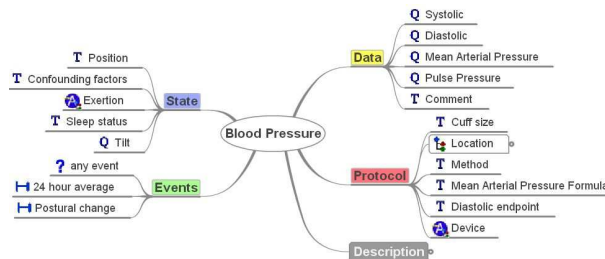 Blood Pressure
T Position
T Confounding factors
A Exertion
T Sleep status
Q Tilt
State
? any event
24 hour average
Postural change
Events
Data
Q Systolic
Q Diastolic
Q Mean Arterial Pressure
Q Pulse Pressure
T Comment
Protocol
T Cuff size
Location
T Method
T Mean Arterial Pressure Formula
T Diastolic endpoint
A Device
Description